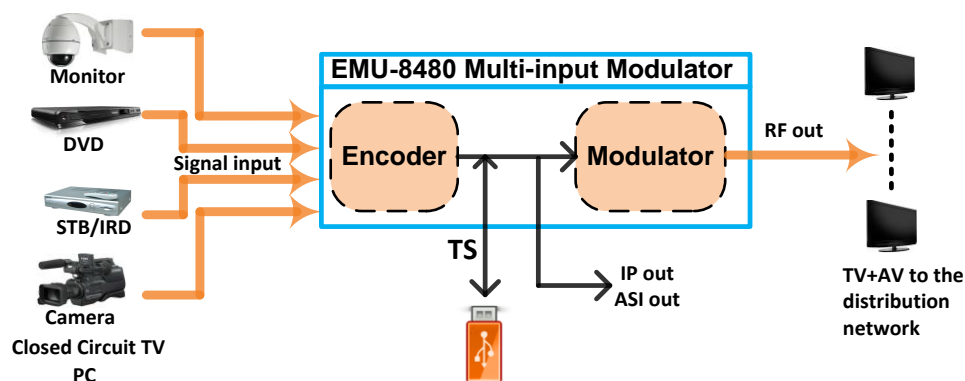 EMU-8480 Multi-input Modulator
Monitor
DVD
Signal input
STB/IRD
Camera
Closed Circuit TV
PC
Encoder
Modulator
TS
IP out
ASI out
RF out
TV+AV to the
distribution
network